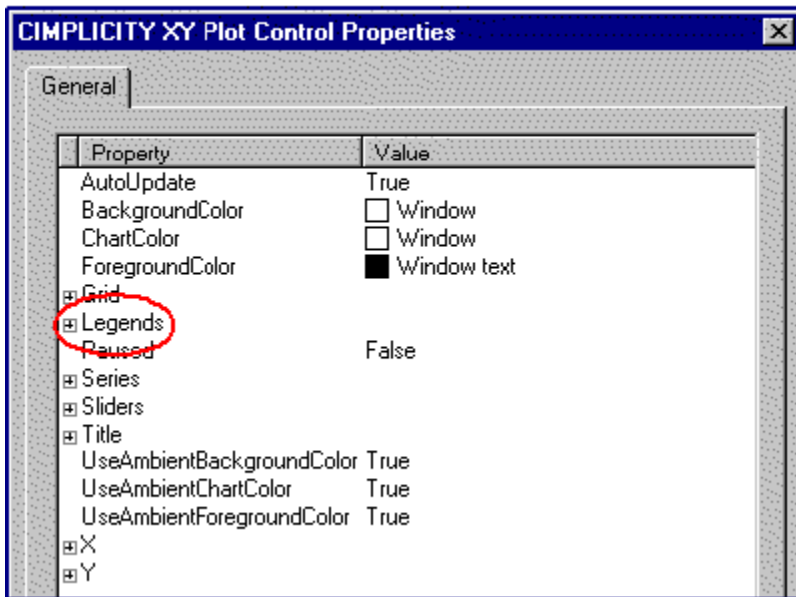 CIMPLICITY XY Plot Control Properties
General
Property Value
AutoUpdate True
BackgroundColor Window
ChartColor Window
ForegroundColor Window text
Grid
Legends
Paused False
Series
Sliders
Title
UseAmbientBackgroundColor True
UseAmbientChartColor True
UseAmbientForegroundColor True
X
Y